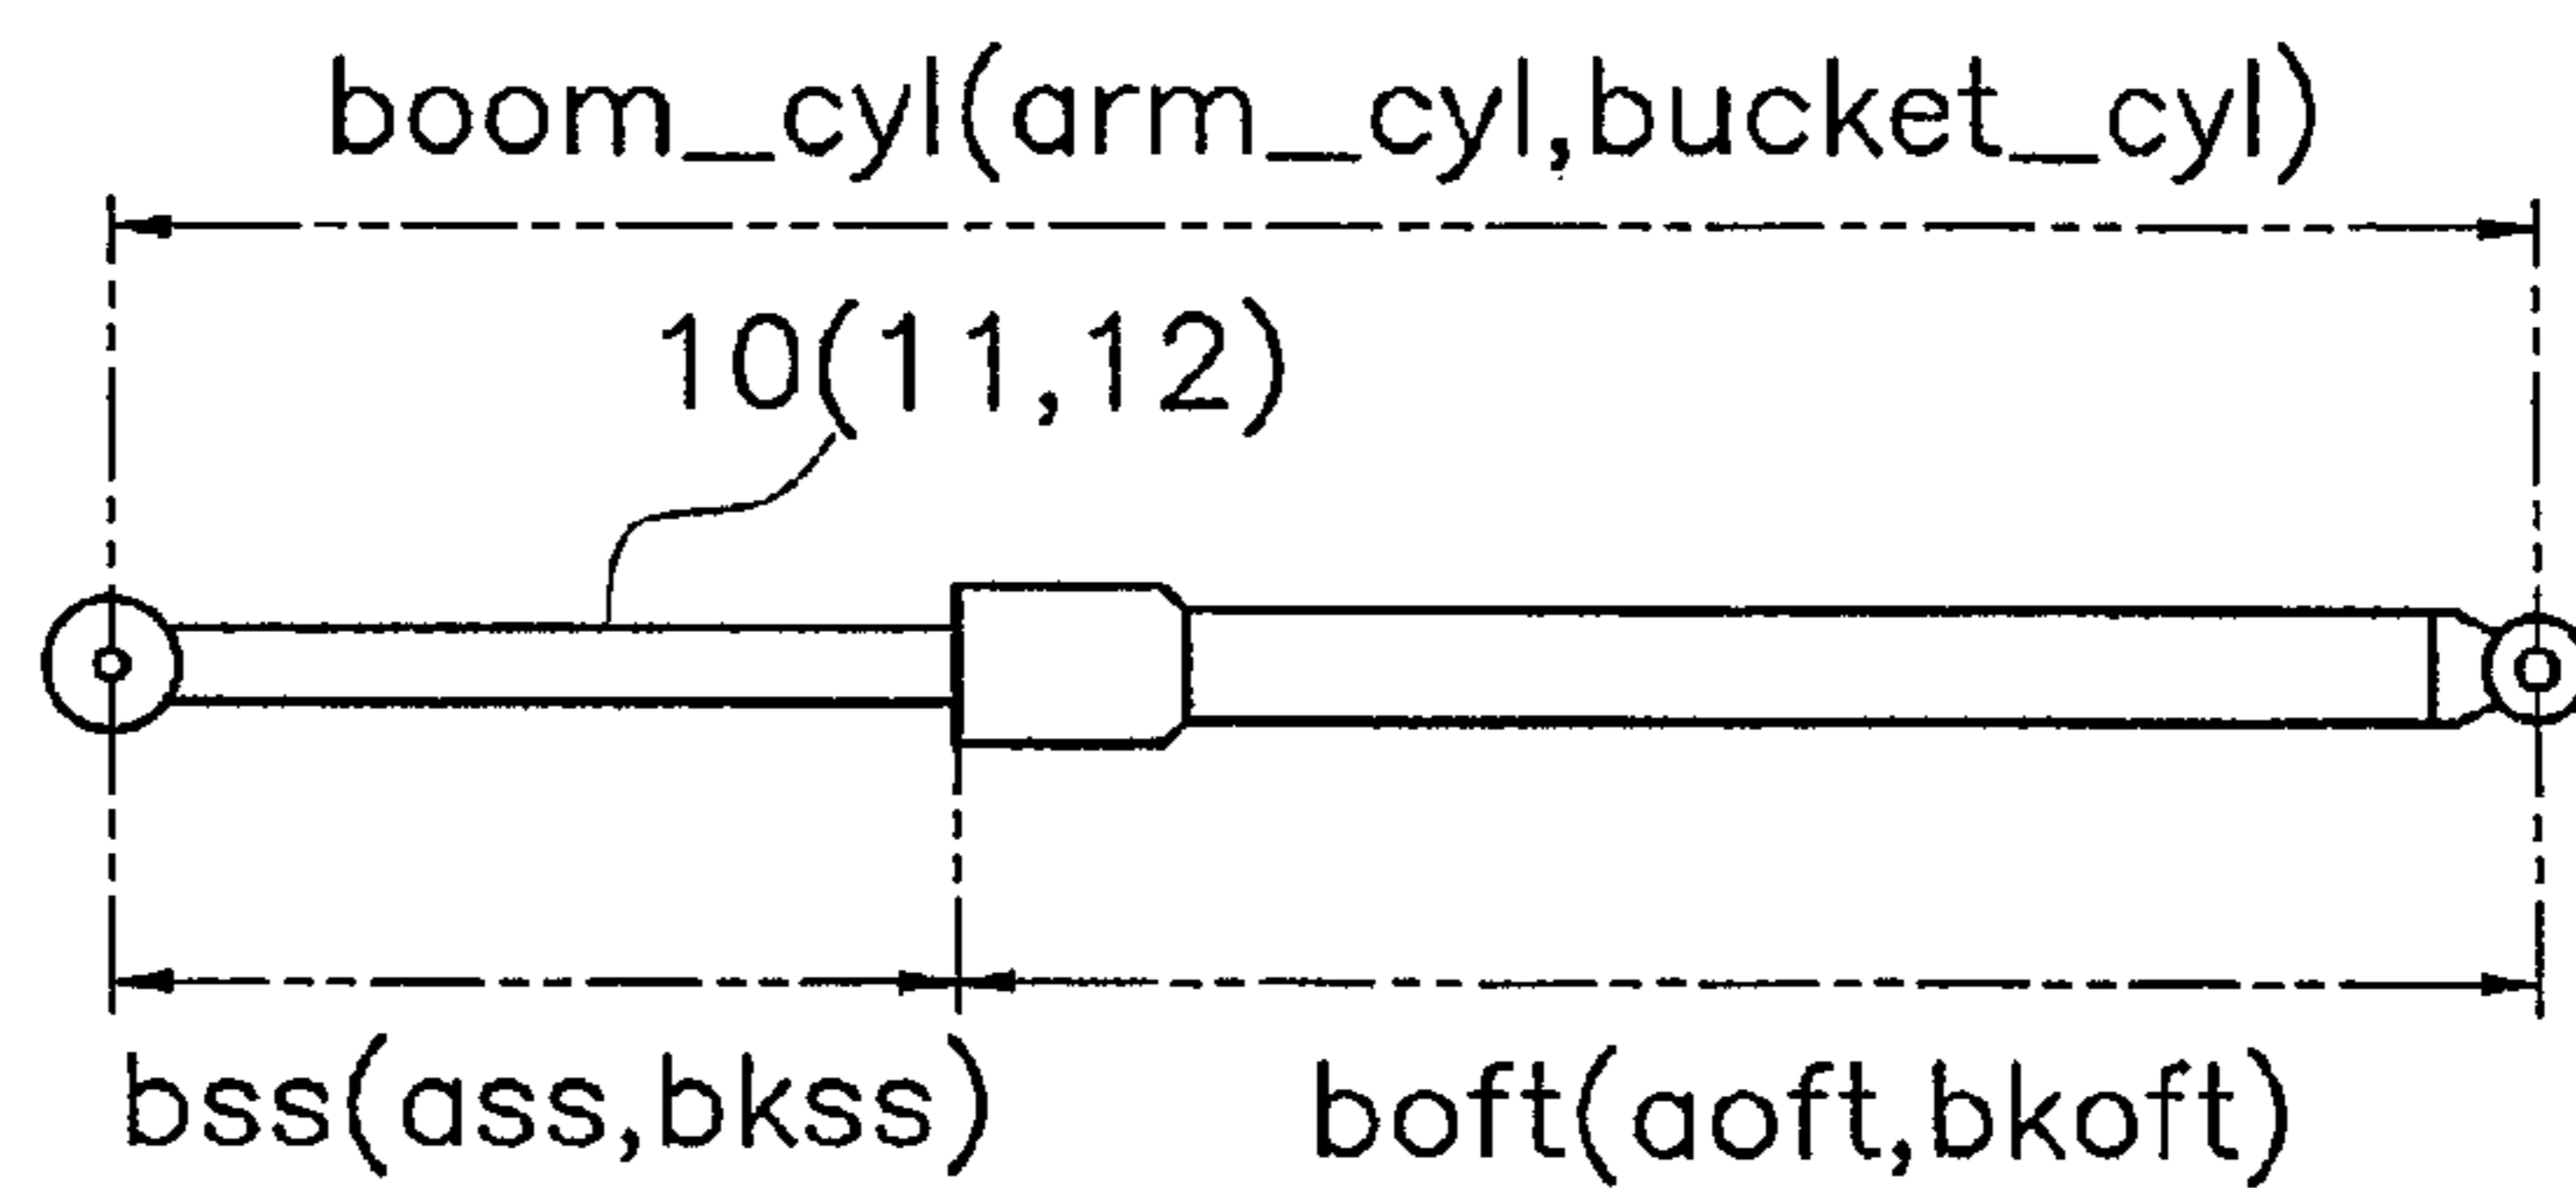 boom_cyl(arm_cyl,bucket_cyl)
10(11,12)
bss(ass,bkss)
boft(aoft,bkoft)